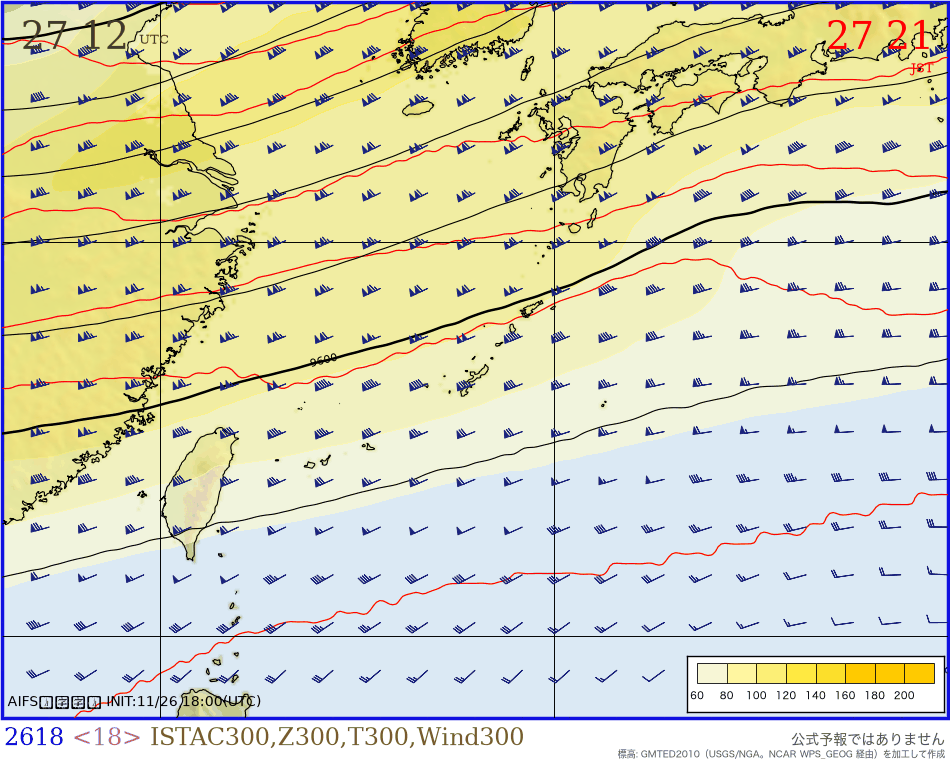 27 12 UTC
27 21
JST
9600
AIFS INIT:11/26 18:00(UTC)
60 80 100 120 140 160 180 200
2618 <18> ISTAC300,Z300,T300,Wind300
公式予報ではありません
標高: GMTED2010（USGS/NGA。NCAR WPS_GEOG 経由）を加工して作成